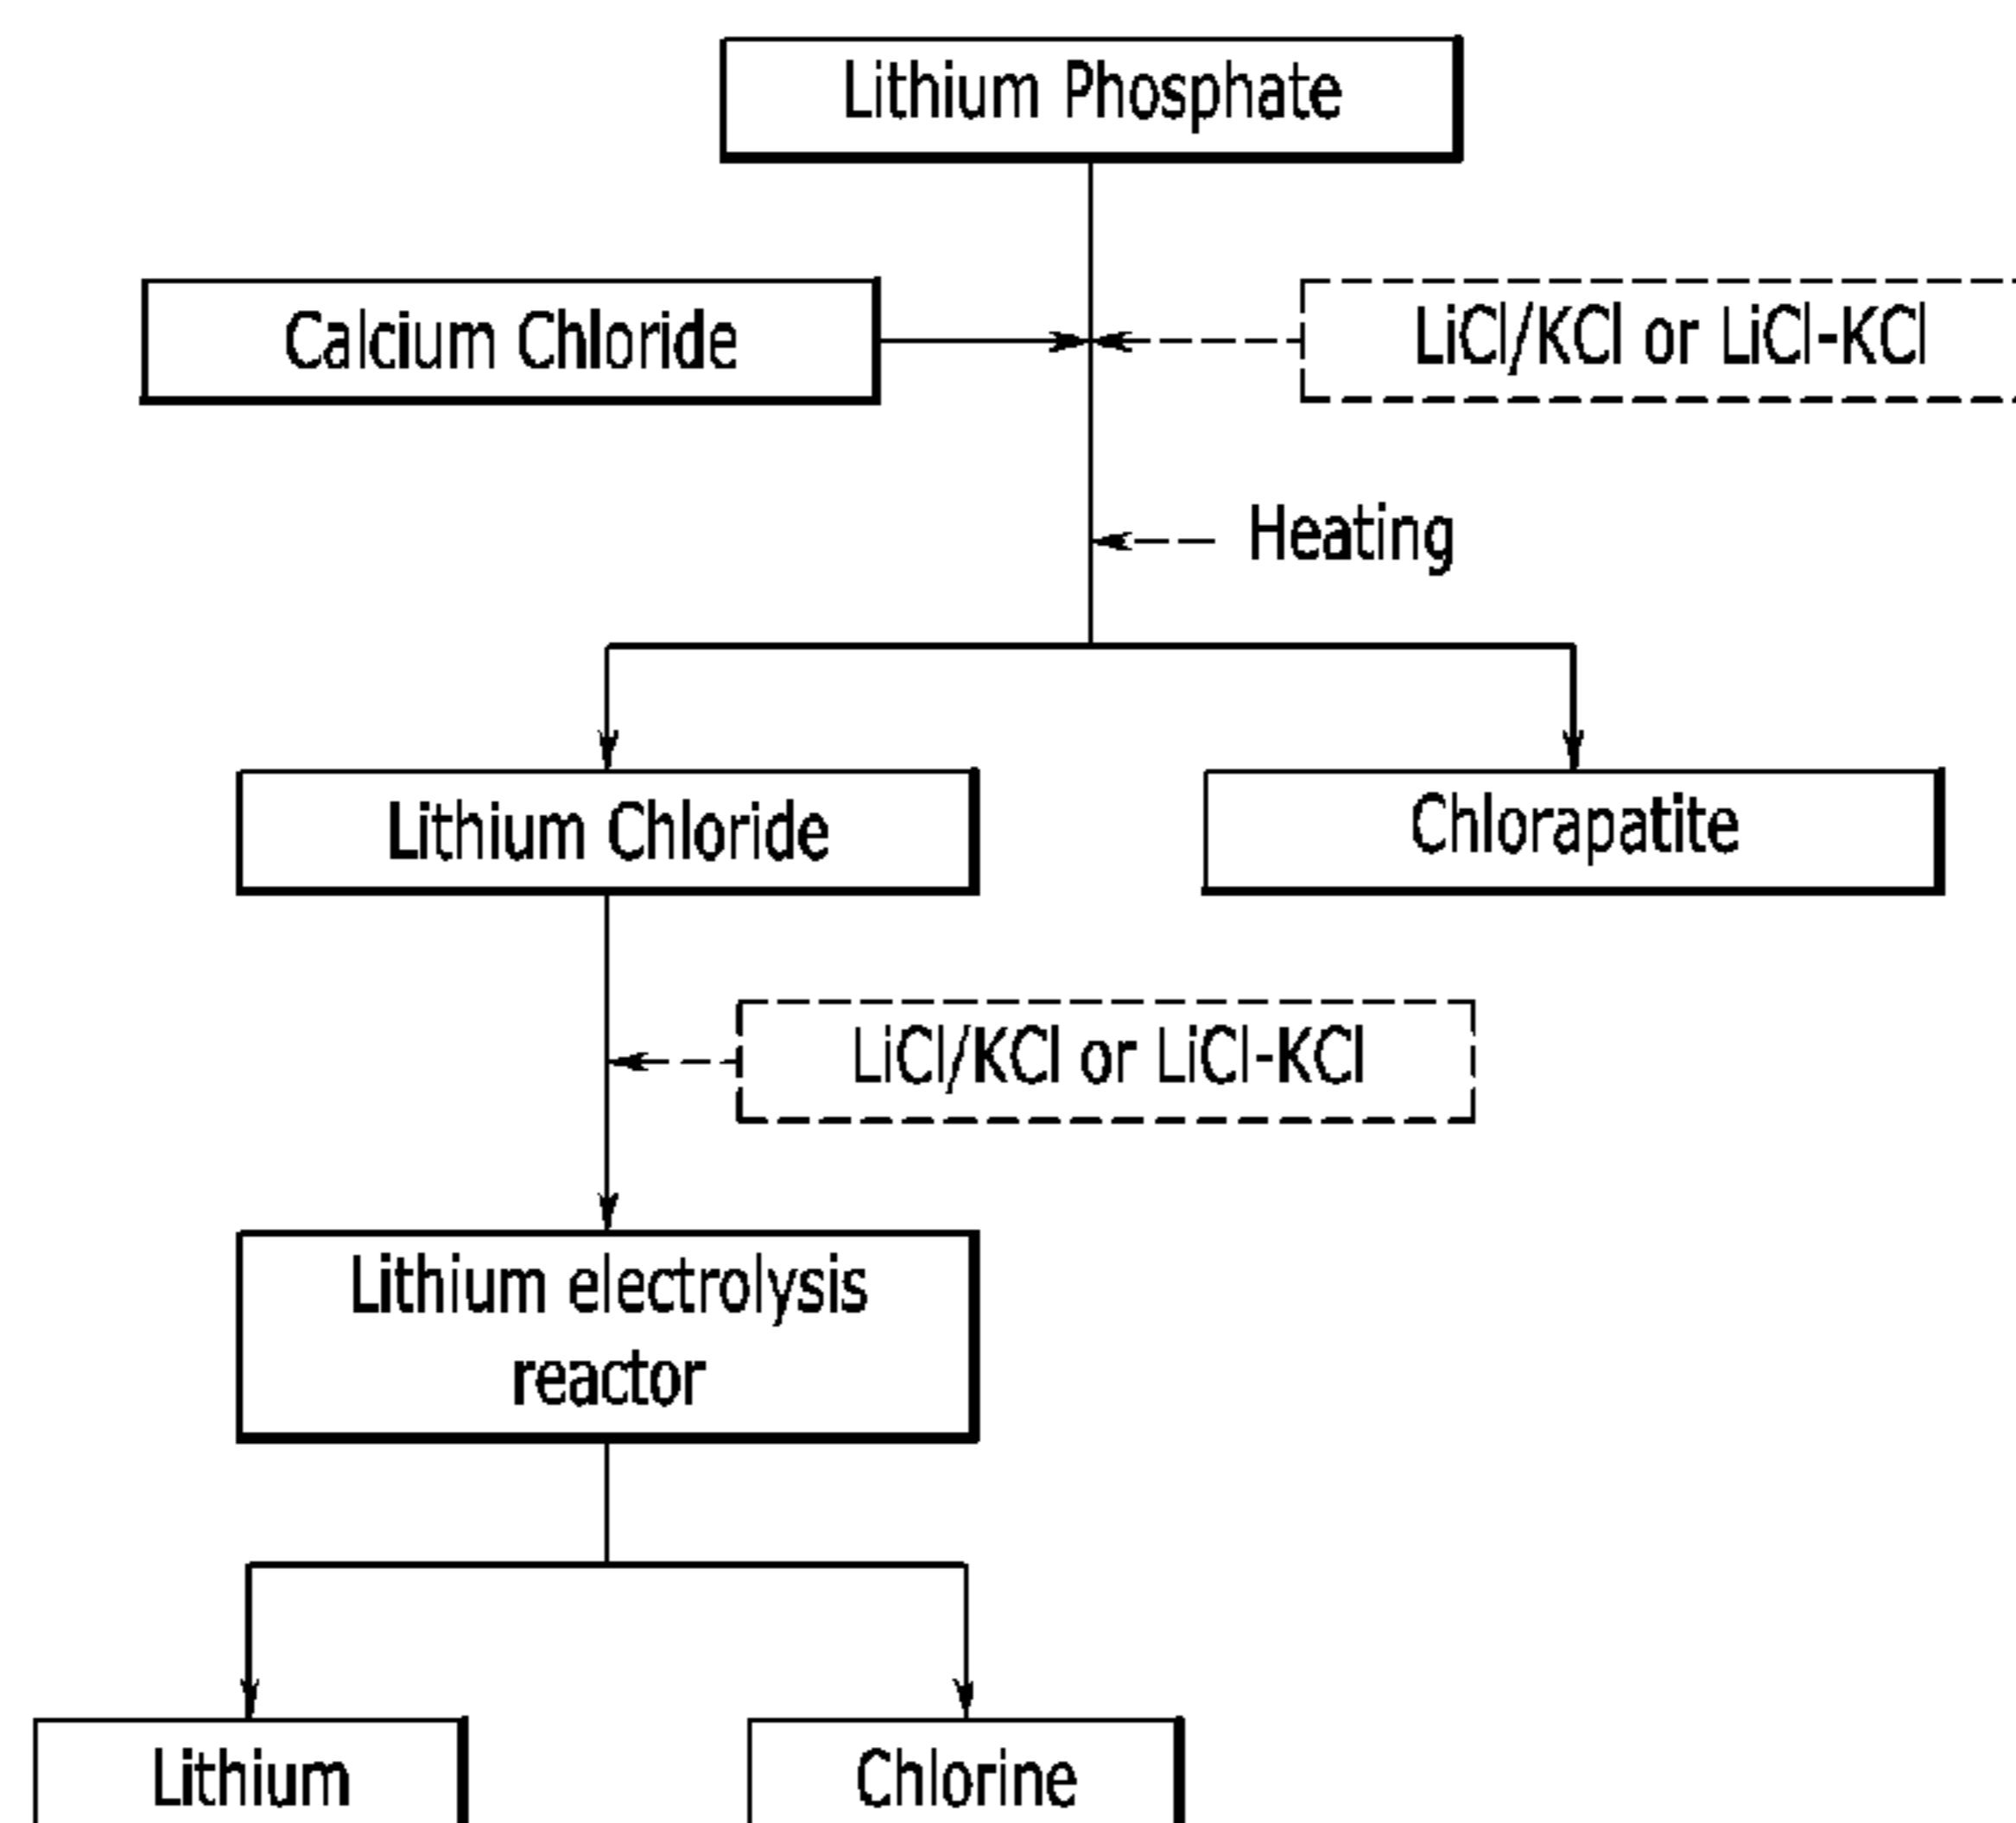 Lithium Phosphate
Calcium Chloride
LiCl/KCl or LiCl-KCl
Heating
Lithium Chloride
Chlorapatite
LiCl/KCl or LiCl-KCl
Lithium electrolysis
reactor
Lithium
Chlorine